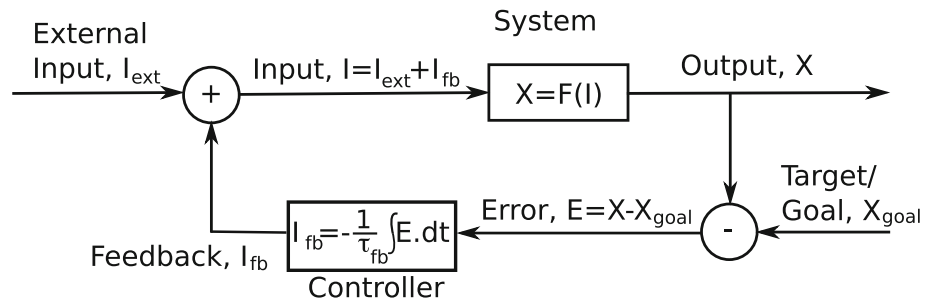 System
External
Input, I_ext
Input, I=I_ext+I_fb
Output, X
+
X=F(I)
Target/
Goal, X_goal
Error, E=X-X_goal
-
I_fb=-1/τ_fb ∫E.dt
Feedback, I_fb
Controller